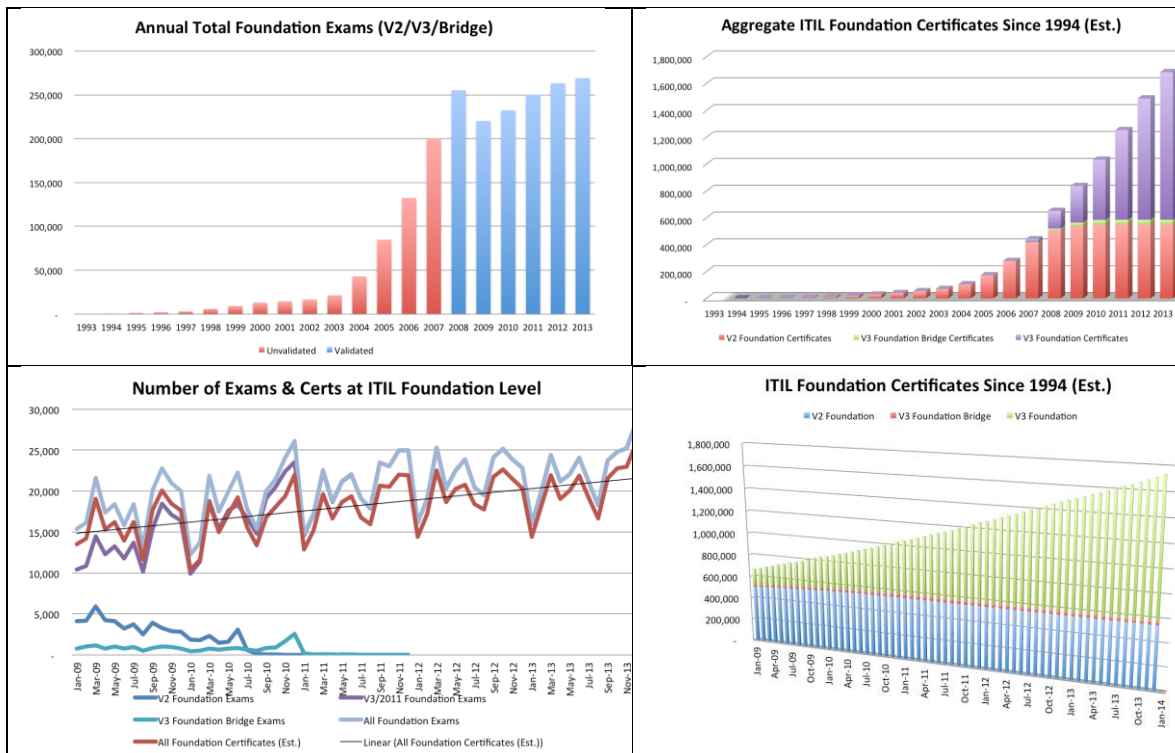 Annual Total Foundation Exams (V2/V3/Bridge)
300,000
250,000
200,000
150,000
100,000
50,000
-
1993 1994 1995 1996 1997 1998 1999 2000 2001 2002 2003 2004 2005 2006 2007 2008 2009 2010 2011 2012 2013
Unvalidated Validated
Aggregate ITIL Foundation Certificates Since 1994 (Est.)
1,800,000
1,600,000
1,400,000
1,200,000
1,000,000
800,000
600,000
400,000
200,000
-
1993 1994 1995 1996 1997 1998 1999 2000 2001 2002 2003 2004 2005 2006 2007 2008 2009 2010 2011 2012 2013
V2 Foundation Certificates V3 Foundation Bridge Certificates V3 Foundation Certificates
Number of Exams & Certs at ITIL Foundation Level
30,000
25,000
20,000
15,000
10,000
5,000
-
Jan-09 Mar-09 May-09 Jul-09 Sep-09 Nov-09 Jan-10 Mar-10 May-10 Jul-10 Sep-10 Nov-10 Jan-11 Mar-11 May-11 Jul-11 Sep-11 Nov-11 Jan-12 Mar-12 May-12 Jul-12 Sep-12 Nov-12 Jan-13 Mar-13 May-13 Jul-13 Sep-13 Nov-13
V2 Foundation Exams V3/2011 Foundation Exams
V3 Foundation Bridge Exams All Foundation Exams
All Foundation Certificates (Est.) Linear (All Foundation Certificates (Est.))
ITIL Foundation Certificates Since 1994 (Est.)
V2 Foundation V3 Foundation Bridge V3 Foundation
1,800,000
1,600,000
1,400,000
1,200,000
1,000,000
800,000
600,000
400,000
200,000
-
Jan-09 Apr-09 Jul-09 Oct-09 Jan-10 Apr-10 Jul-10 Oct-10 Jan-11 Apr-11 Jul-11 Oct-11 Jan-12 Apr-12 Jul-12 Oct-12 Jan-13 Apr-13 Jul-13 Oct-13 Jan-14